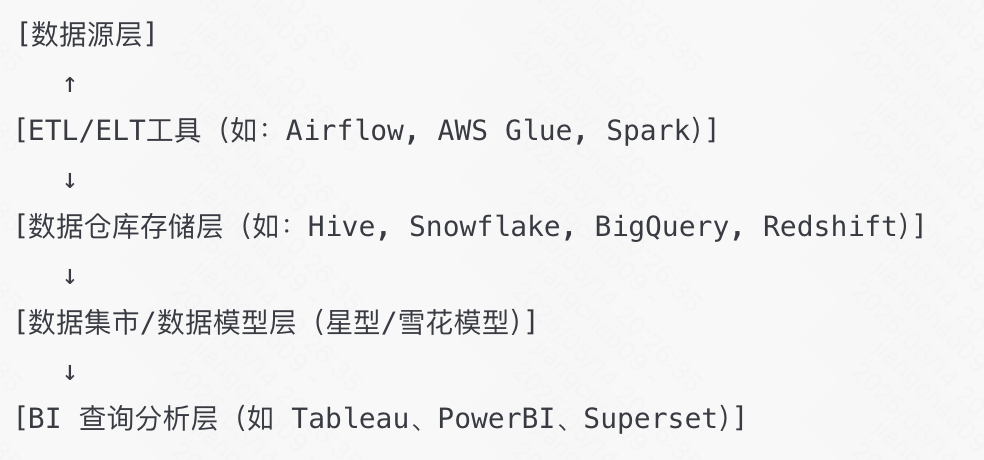 [数据源层]
↑
[ETL/ELT工具（如：Airflow, AWS Glue, Spark)]
↓
[数据仓库存储层（如：Hive, Snowflake, BigQuery, Redshift)]
↓
[数据集市/数据模型层（星型/雪花模型)]
↓
[BI 查询分析层（如 Tableau、PowerBI、Superset)]